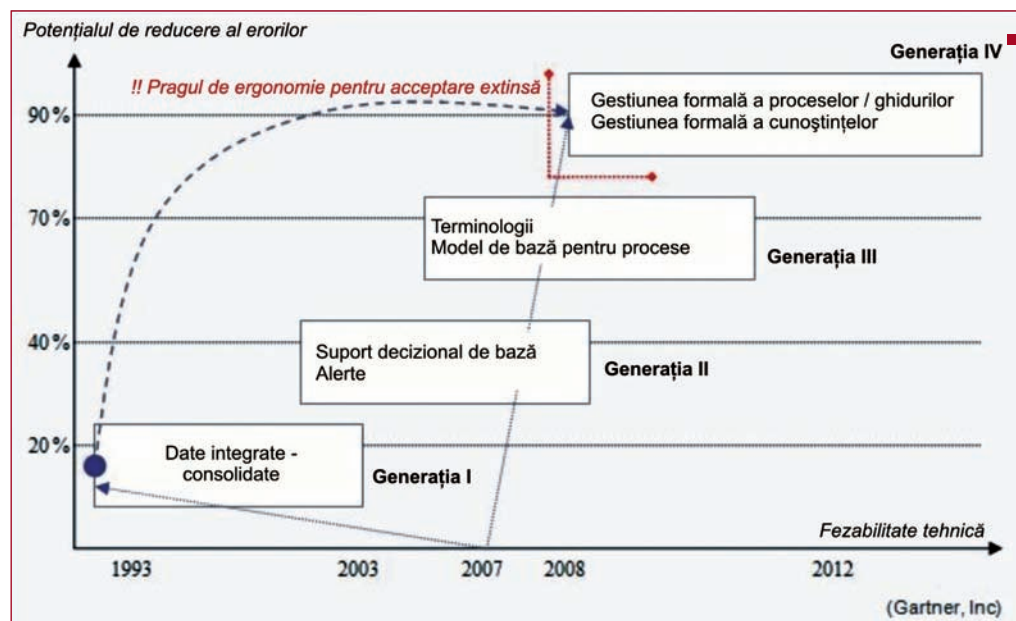 Potențialul de reducere al erorilor
Generația IV
!! Pragul de ergonomie pentru acceptare extinsă
90%
Gestiunea formală a proceselor / ghidurilor
Gestiunea formală a cunoştințelor
70%
Terminologii
Model de bază pentru procese
Generația III
40%
Suport decizional de bază
Alerte
Generația II
20%
Date integrate -
consolidate
Generația I
Fezabilitate tehnică
1993 2003 2007 2008 2012
(Gartner, Inc)